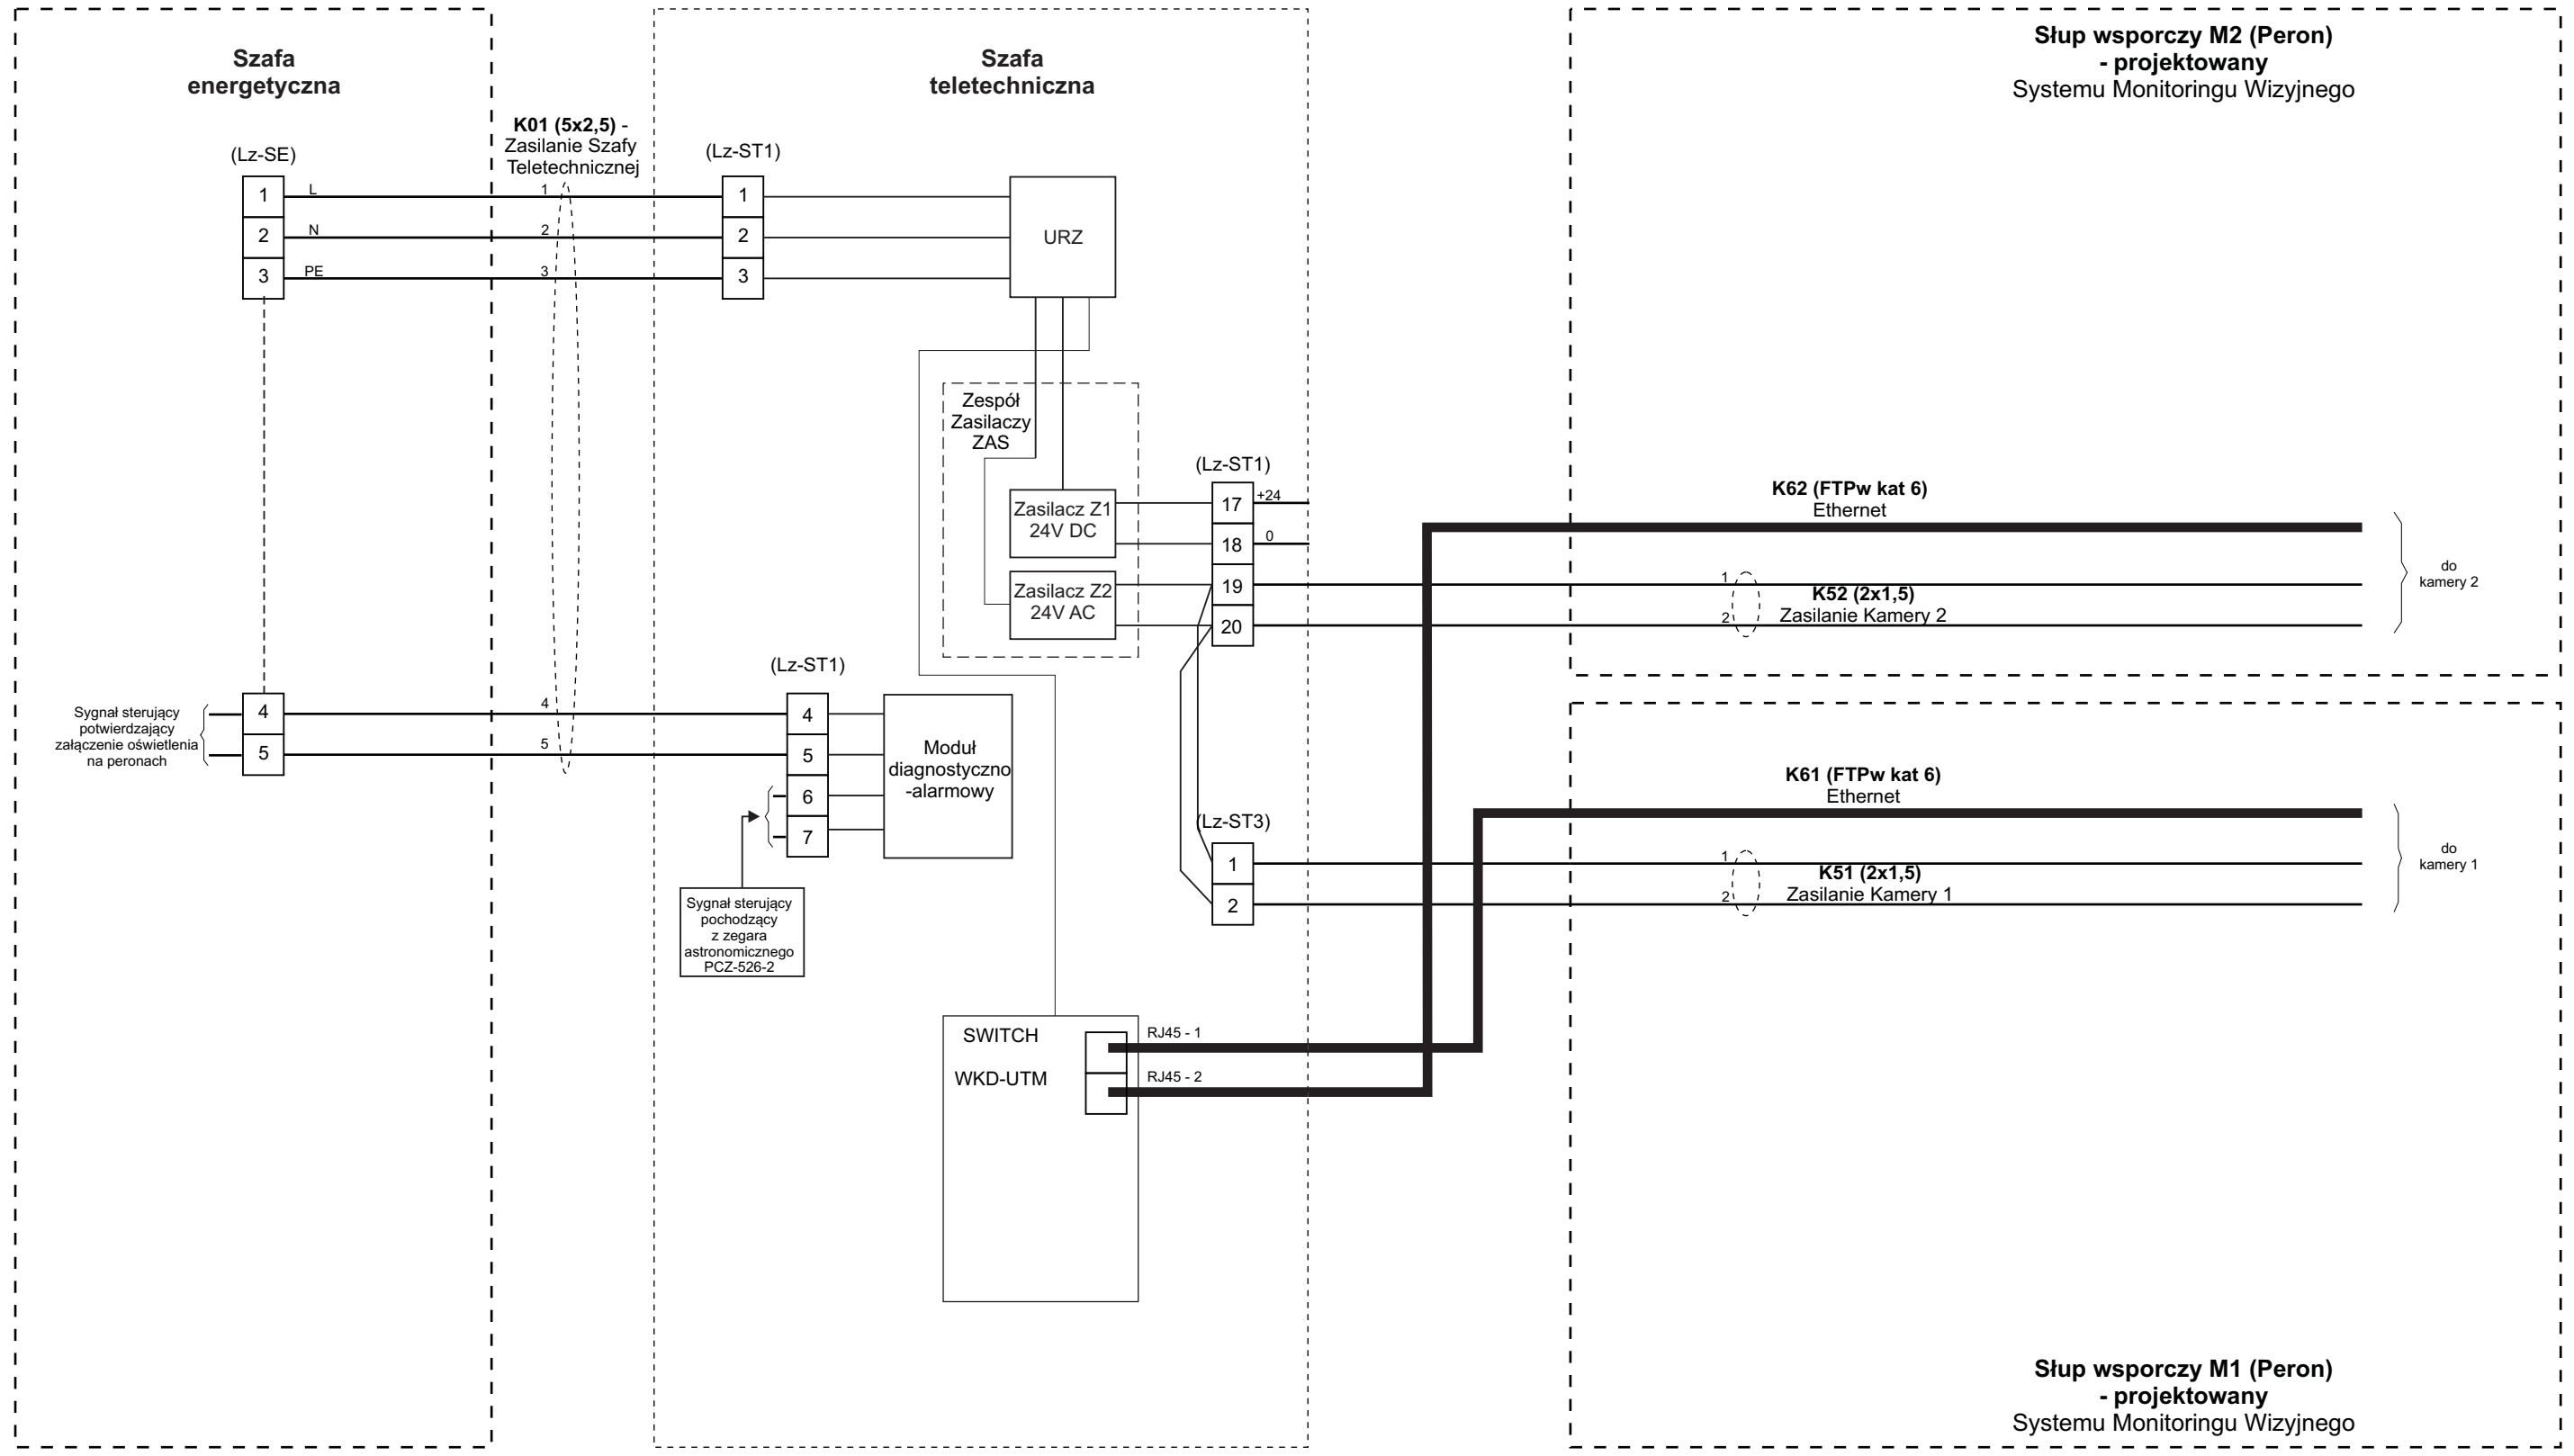 Szafa
energetyczna
(Lz-SE)
1
2
3
L
N
PE
K01 (5x2,5) -
Zasilanie Szafy
Teletechnicznej
1
2
3
Sygnał sterujący
potwierdzający
załączenie oświetlenia
na peronach
4
5
4
5
Szafa
teletechniczna
(Lz-ST1)
1
2
3
URZ
Zespół
Zasilaczy
ZAS
Zasilacz Z1
24V DC
Zasilacz Z2
24V AC
(Lz-ST1)
17
18
19
20
+24
0
(Lz-ST1)
4
5
6
7
Moduł
diagnostyczno
-alarmowy
Sygnał sterujący
pochodzący
z zegara
astronomicznego
PCZ-526-2
(Lz-ST3)
1
2
SWITCH
WKD-UTM
RJ45 - 1
RJ45 - 2
Słup wsporczy M2 (Peron)
- projektowany
Systemu Monitoringu Wizyjnego
K62 (FTPw kat 6)
Ethernet
1
2
K52 (2x1,5)
Zasilanie Kamery 2
do
kamery 2
K61 (FTPw kat 6)
Ethernet
1
2
K51 (2x1,5)
Zasilanie Kamery 1
do
kamery 1
Słup wsporczy M1 (Peron)
- projektowany
Systemu Monitoringu Wizyjnego